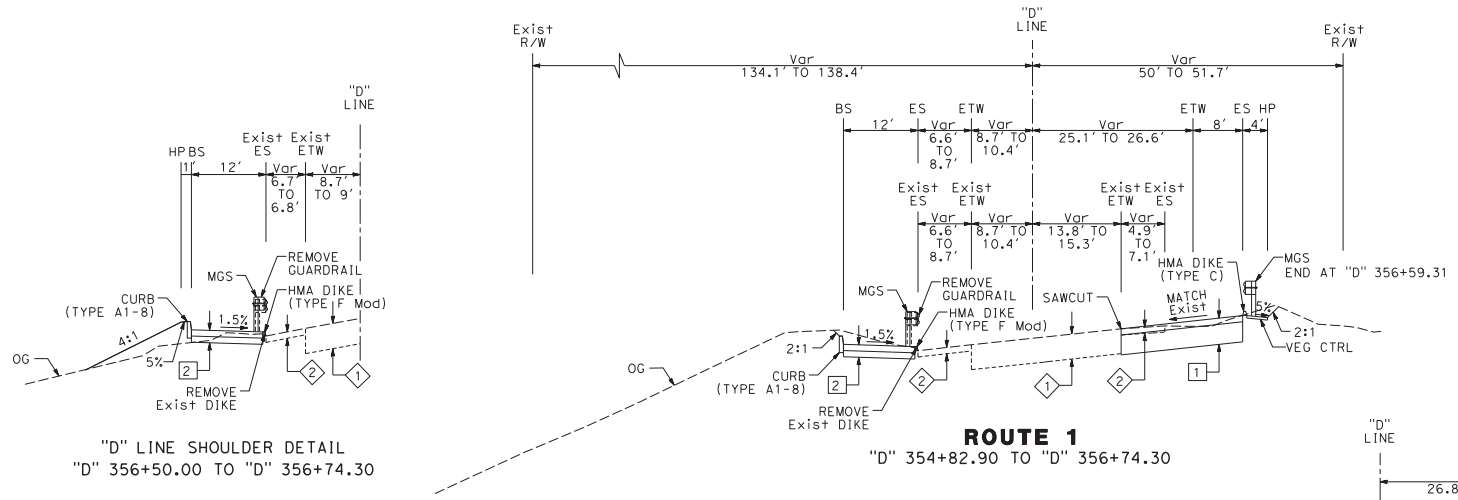 "D"
LINE
Exist
R/W
Exist
R/W
Var
134.1' TO 138.4'
Var
50' TO 51.7'
BS
ES
ETW
ETW
ES
HP
12'
Var
6.6'
TO
8.7'
Var
8.7' TO
10.4'
Var
25.1' TO 26.6'
8'
4'
Exist
ES
Exist
ETW
Exist
ETW
Exist
ES
Var
6.6'
TO
8.7'
Var
8.7' TO
10.4'
Var
13.8' TO
15.3'
Var
4.9'
TO
7.1'
MGS
REMOVE
GUARDRAIL
HMA DIKE
(TYPE F Mod)
SAWCUT
HMA DIKE
(TYPE C)
MATCH
Exist
MGS
END AT "D" 356+59.31
5%
2:1
VEG CTRL
1.5%
2:1
OG
CURB
(TYPE A1-8)
2
2
1
2
1
REMOVE
Exist DIKE
ROUTE 1
"D" 354+82.90 TO "D" 356+74.30
"D"
LINE
HP
BS
Exist
ES
Exist
ETW
1'
12'
Var
6.7'
TO
6.8'
Var
8.7'
TO 9'
MGS
REMOVE
GUARDRAIL
HMA DIKE
(TYPE F Mod)
CURB
(TYPE A1-8)
1.5%
4:1
5%
OG
2
2
1
REMOVE
Exist DIKE
"D" LINE SHOULDER DETAIL
"D" 356+50.00 TO "D" 356+74.30
"D"
LINE
26.8